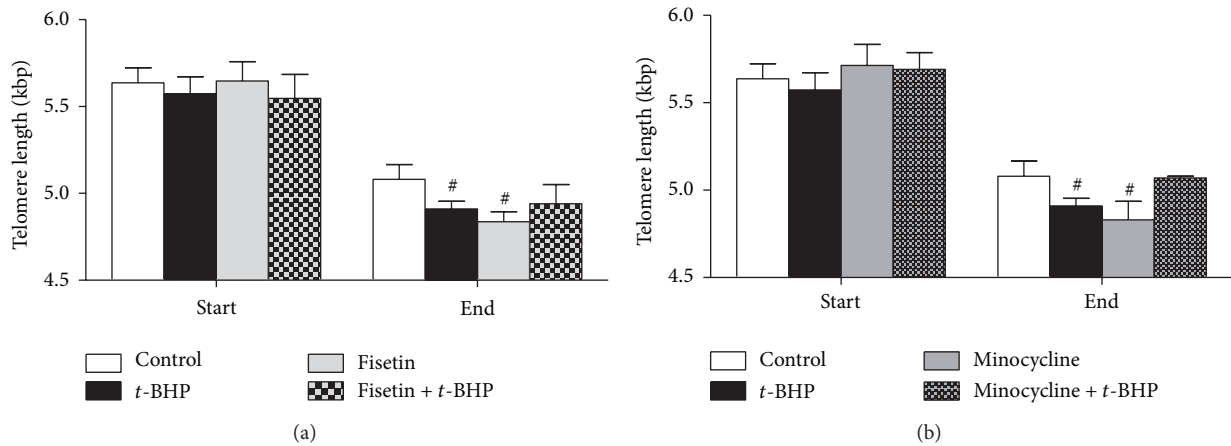 6.0
5.5
5.0
4.5
Telomere length (kbp)
#
#
Start
End
Control
t-BHP
Fisetin
Fisetin + t-BHP
(a)
6.0
5.5
5.0
4.5
Telomere length (kbp)
#
#
Start
End
Control
t-BHP
Minocycline
Minocycline + t-BHP
(b)